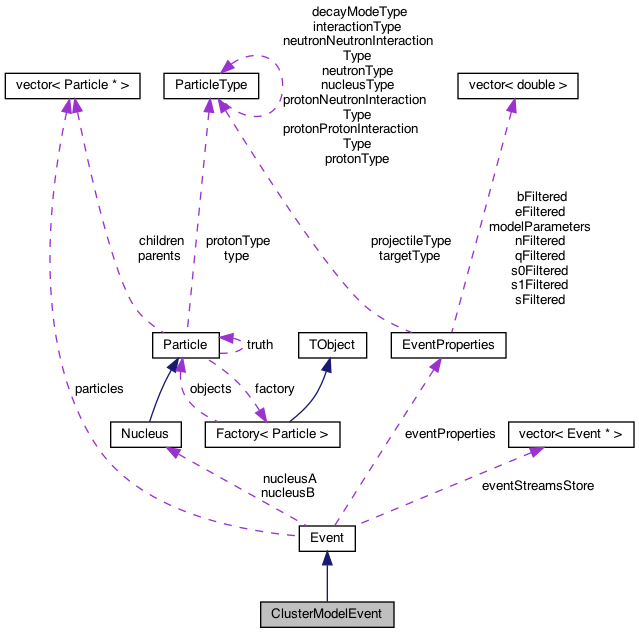 decayModeType
interactionType
neutronNeutronInteraction
Type
neutronType
nucleusType
protonNeutronInteraction
Type
protonProtonInteraction
Type
protonType
vector< Particle * >
ParticleType
vector< double >
bFiltered
eFiltered
modelParameters
nFiltered
qFiltered
s0Filtered
s1Filtered
sFiltered
children
parents
protonType
type
projectileType
targetType
Particle
truth
TObject
EventProperties
particles
objects
factory
Nucleus
Factory< Particle >
eventProperties
vector< Event * >
nucleusA
nucleusB
eventStreamsStore
Event
ClusterModelEvent